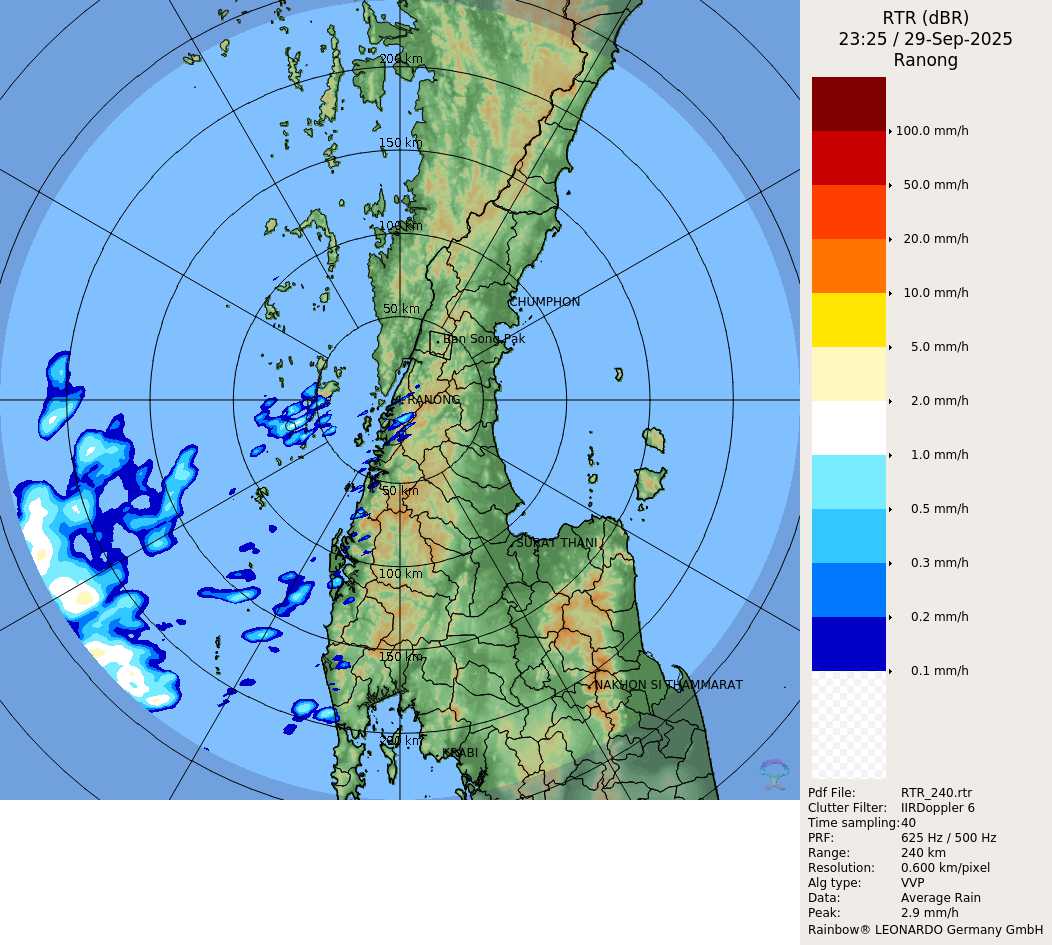 RTR (dBR)
23:25 / 29-Sep-2025
Ranong
100.0 mm/h
50.0 mm/h
20.0 mm/h
10.0 mm/h
5.0 mm/h
2.0 mm/h
1.0 mm/h
0.5 mm/h
0.3 mm/h
0.2 mm/h
0.1 mm/h
200 km
150 km
100 km
50 km
CHUMPHON
Ban Song Pak
RANONG
50 km
SURAT THANI
100 km
150 km
NAKHON SI THAMMARAT
200 km
KRABI
Pdf File: RTR_240.rtr
Clutter Filter: IIRDoppler 6
Time sampling: 40
PRF: 625 Hz / 500 Hz
Range: 240 km
Resolution: 0.600 km/pixel
Alg type: VVP
Data: Average Rain
Peak: 2.9 mm/h
Rainbow® LEONARDO Germany GmbH